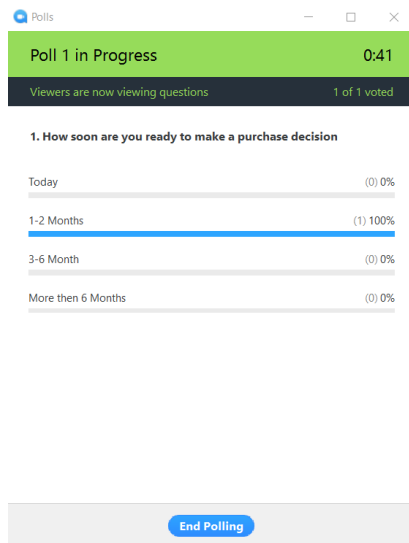 Polls
Poll 1 in Progress 0:41
Viewers are now viewing questions 1 of 1 voted
1. How soon are you ready to make a purchase decision
Today (0) 0%
1-2 Months (1) 100%
3-6 Month (0) 0%
More then 6 Months (0) 0%
End Polling